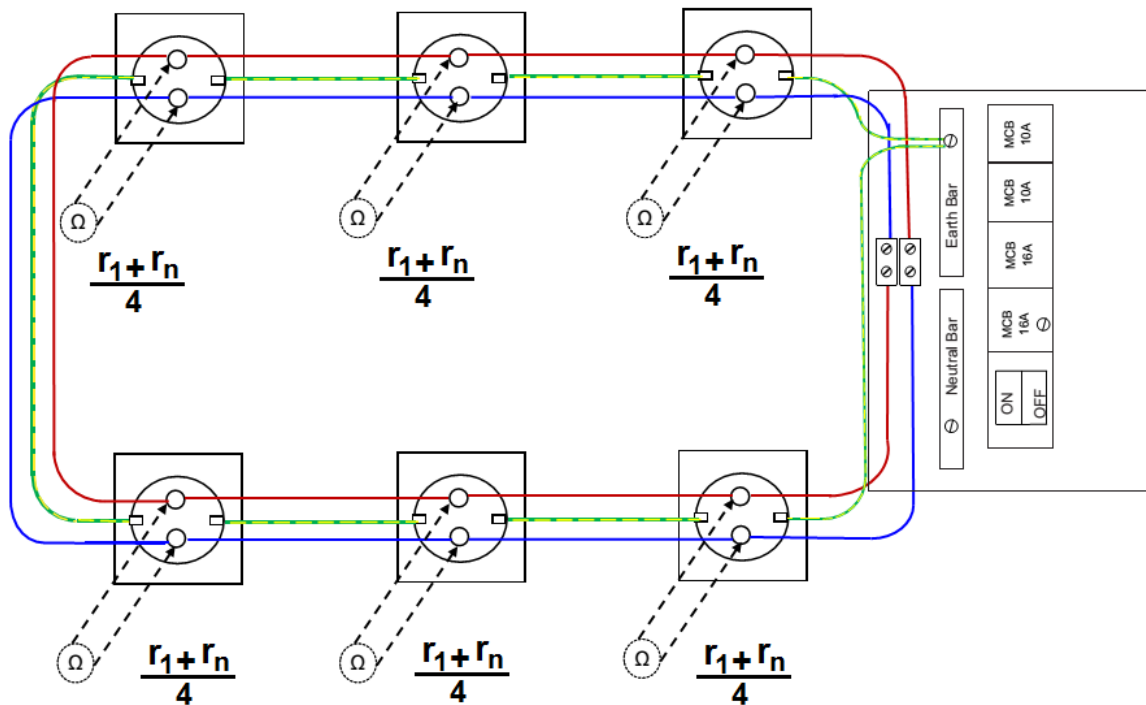 Ω
r1 + rn
4
Ω
r1 + rn
4
Ω
r1 + rn
4
Earth Bar
Neutral Bar
MCB
10A
MCB
10A
MCB
16A
MCB
16A
ON
OFF
Ω
r1 + rn
4
Ω
r1 + rn
4
Ω
r1 + rn
4